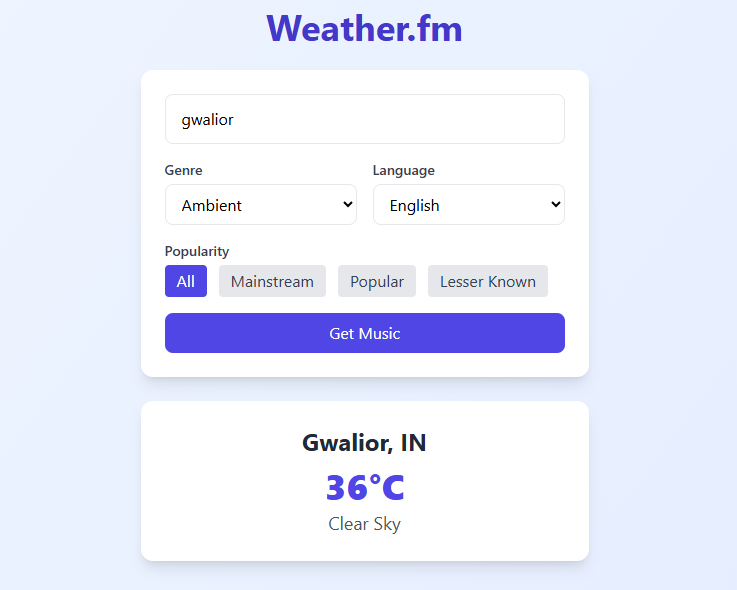 Weather.fm
gwalior
Genre Language
Ambient English
Popularity
All Mainstream Popular Lesser Known
Get Music
Gwalior, IN
36°C
Clear Sky